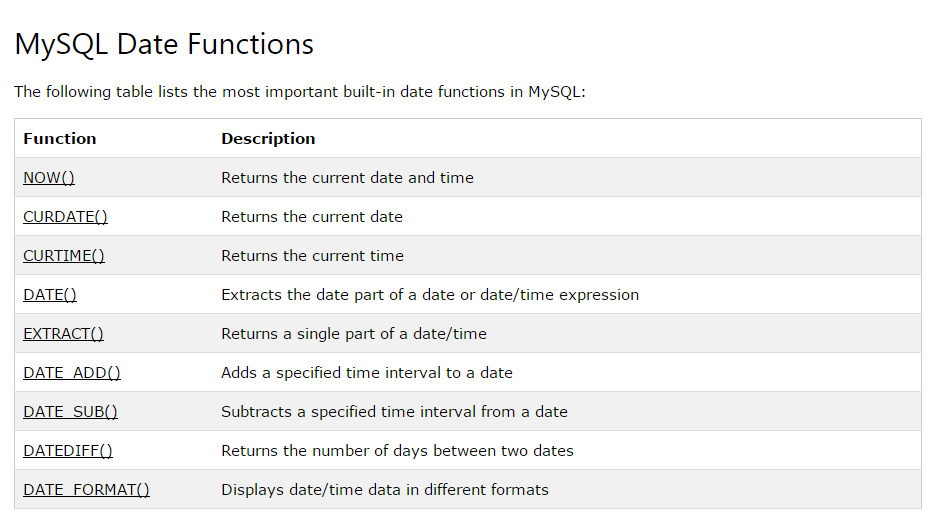 MySQL Date Functions
The following table lists the most important built-in date functions in MySQL:
Function Description
NOW() Returns the current date and time
CURDATE() Returns the current date
CURTIME() Returns the current time
DATE() Extracts the date part of a date or date/time expression
EXTRACT() Returns a single part of a date/time
DATE_ADD() Adds a specified time interval to a date
DATE_SUB() Subtracts a specified time interval from a date
DATEDIFF() Returns the number of days between two dates
DATE_FORMAT() Displays date/time data in different formats